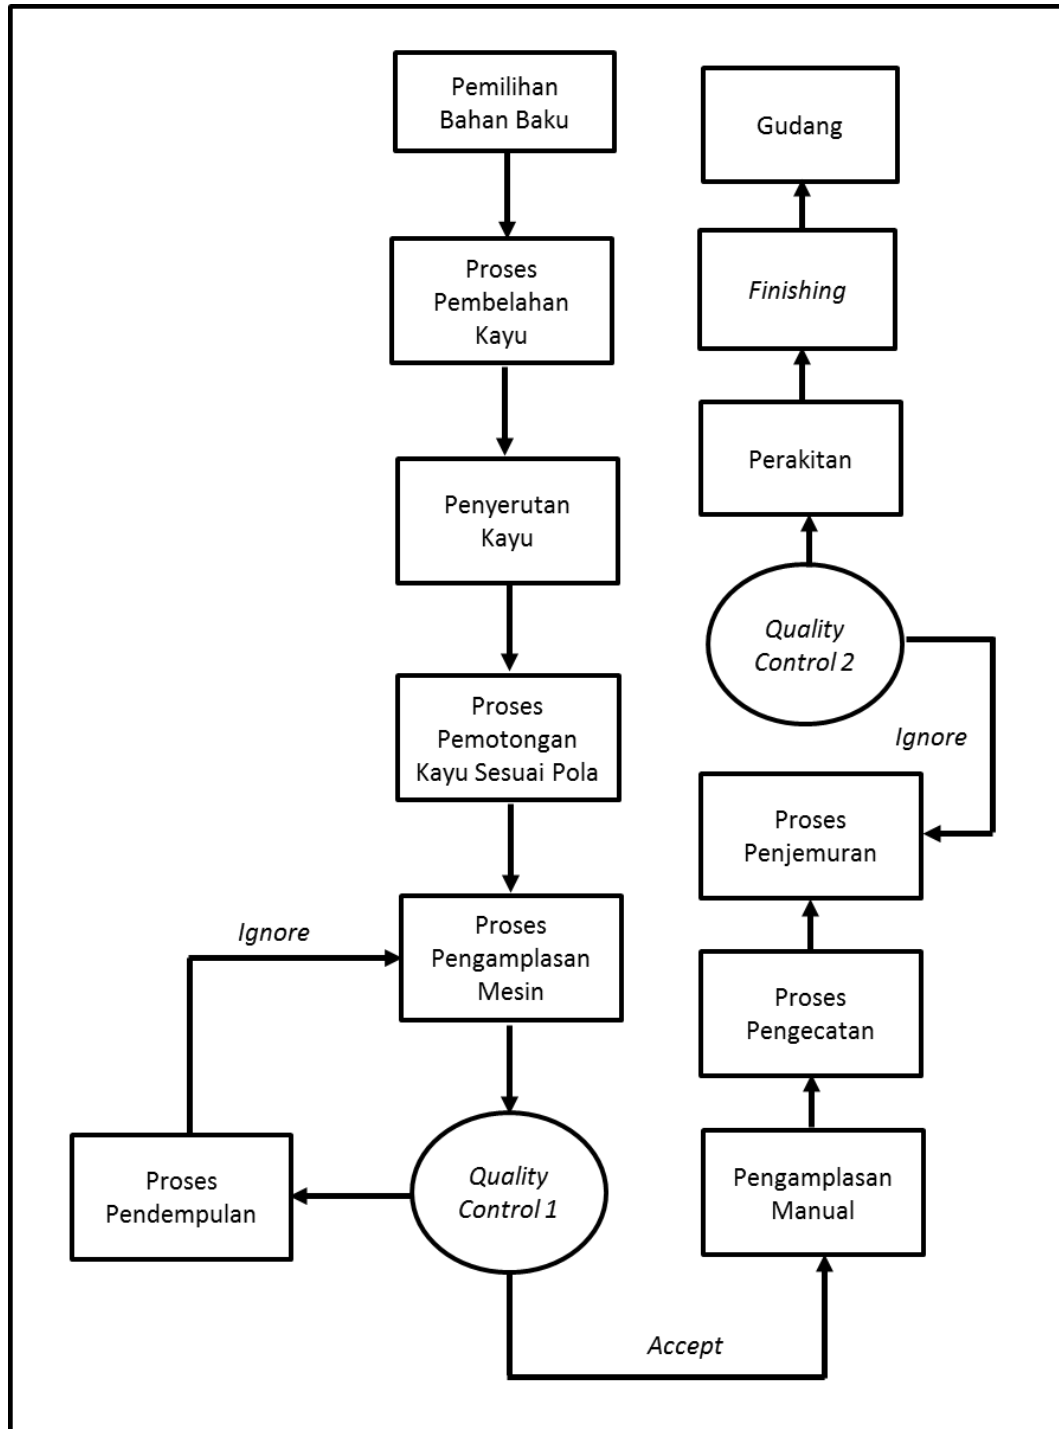 Pemilihan
Bahan Baku
Proses
Pembelahan
Kayu
Penyerutan
Kayu
Proses
Pemotongan
Kayu Sesuai Pola
Proses
Pengamplasan
Mesin
Ignore
Proses
Pendempulan
Quality
Control 1
Accept
Pengamplasan
Manual
Proses
Pengecatan
Proses
Penjemuran
Ignore
Quality
Control 2
Perakitan
Finishing
Gudang